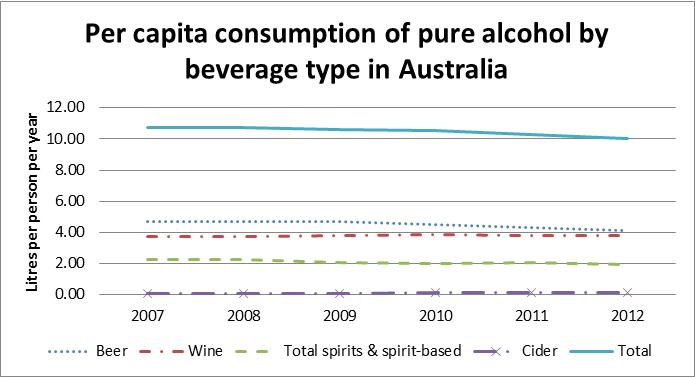 Per capita consumption of pure alcohol by
beverage type in Australia
Litres per person per year
12.00
10.00
8.00
6.00
4.00
2.00
0.00
2007 2008 2009 2010 2011 2012
Beer Wine Total spirits & spirit-based Cider Total